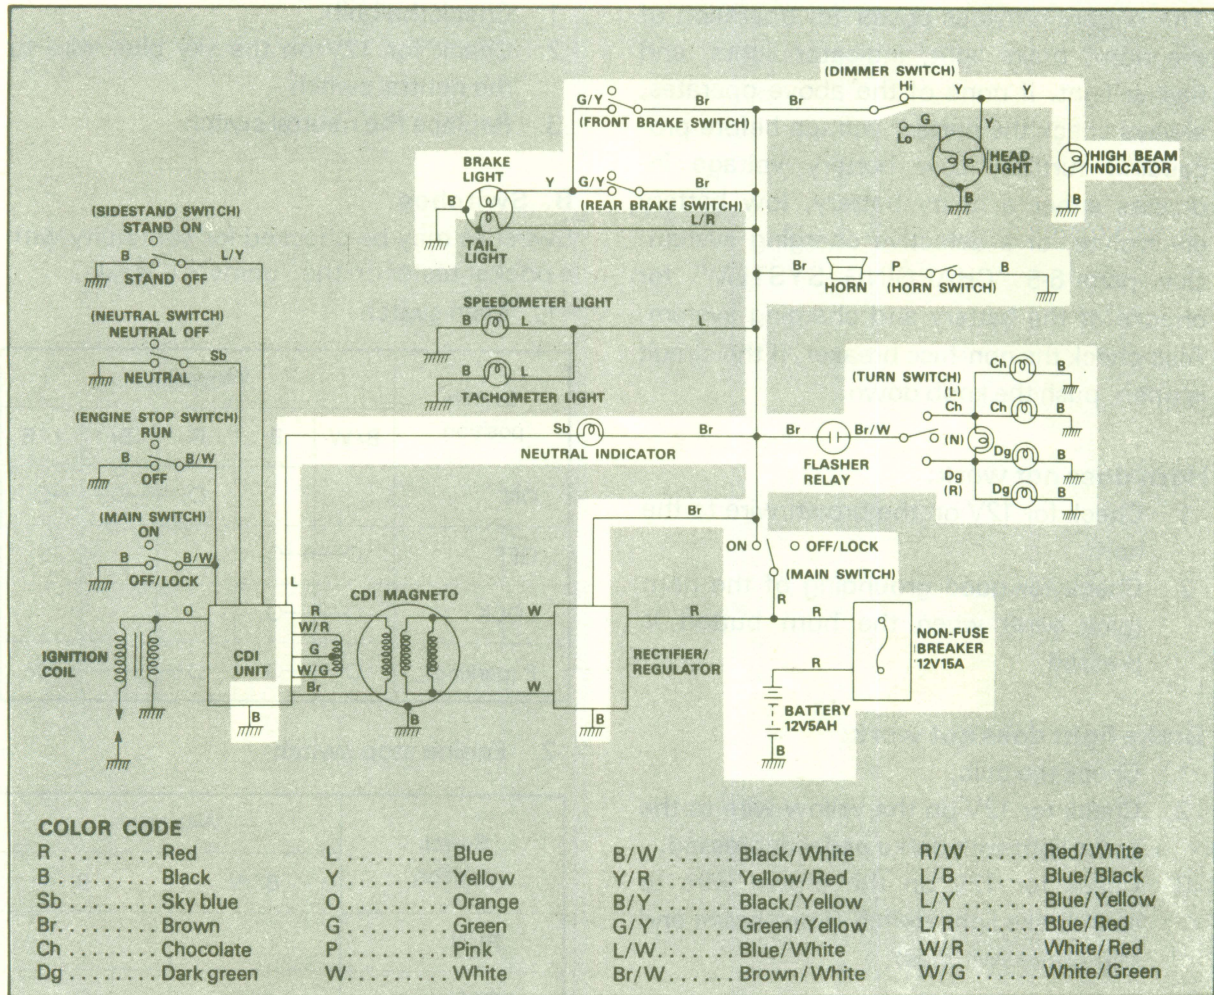 (DIMMER SWITCH)
Hi
Y
Y
G/Y
Br
Br
(FRONT BRAKE SWITCH)
G
Y
Lo
HEAD LIGHT
HIGH BEAM INDICATOR
B
B
BRAKE LIGHT
Y
G/Y
Br
B
(REAR BRAKE SWITCH)
L/R
TAIL LIGHT
(SIDESTAND SWITCH)
STAND ON
B
L/Y
STAND OFF
Br
P
B
HORN
(HORN SWITCH)
SPEEDOMETER LIGHT
B
L
L
(NEUTRAL SWITCH)
NEUTRAL OFF
Sb
NEUTRAL
B
L
TACHOMETER LIGHT
(TURN SWITCH)
(L)
Ch
B
Ch
Ch
B
(ENGINE STOP SWITCH)
RUN
B
B/W
OFF
Sb
Br
NEUTRAL INDICATOR
Br
Br/W
FLASHER RELAY
(N)
Dg
B
Dg
(R)
Dg
B
(MAIN SWITCH)
ON
B
B/W
OFF/LOCK
Br
ON
OFF/LOCK
(MAIN SWITCH)
L
CDI MAGNETO
R
O
R
W
R
R
W/R
G
W/G
Br
W
IGNITION COIL
CDI UNIT
RECTIFIER/ REGULATOR
NON-FUSE BREAKER 12V15A
R
BATTERY 12V5AH
B
B
B
B
COLOR CODE
R ......... Red
B ......... Black
Sb ........ Sky blue
Br ........ Brown
Ch ........ Chocolate
Dg ........ Dark green
L ......... Blue
Y ......... Yellow
O ......... Orange
G ......... Green
P ......... Pink
W ......... White
B/W ...... Black/White
Y/R ...... Yellow/Red
B/Y ...... Black/Yellow
G/Y ...... Green/Yellow
L/W ...... Blue/White
Br/W ...... Brown/White
R/W ...... Red/White
L/B ...... Blue/Black
L/Y ...... Blue/Yellow
L/R ...... Blue/Red
W/R ...... White/Red
W/G ...... White/Green